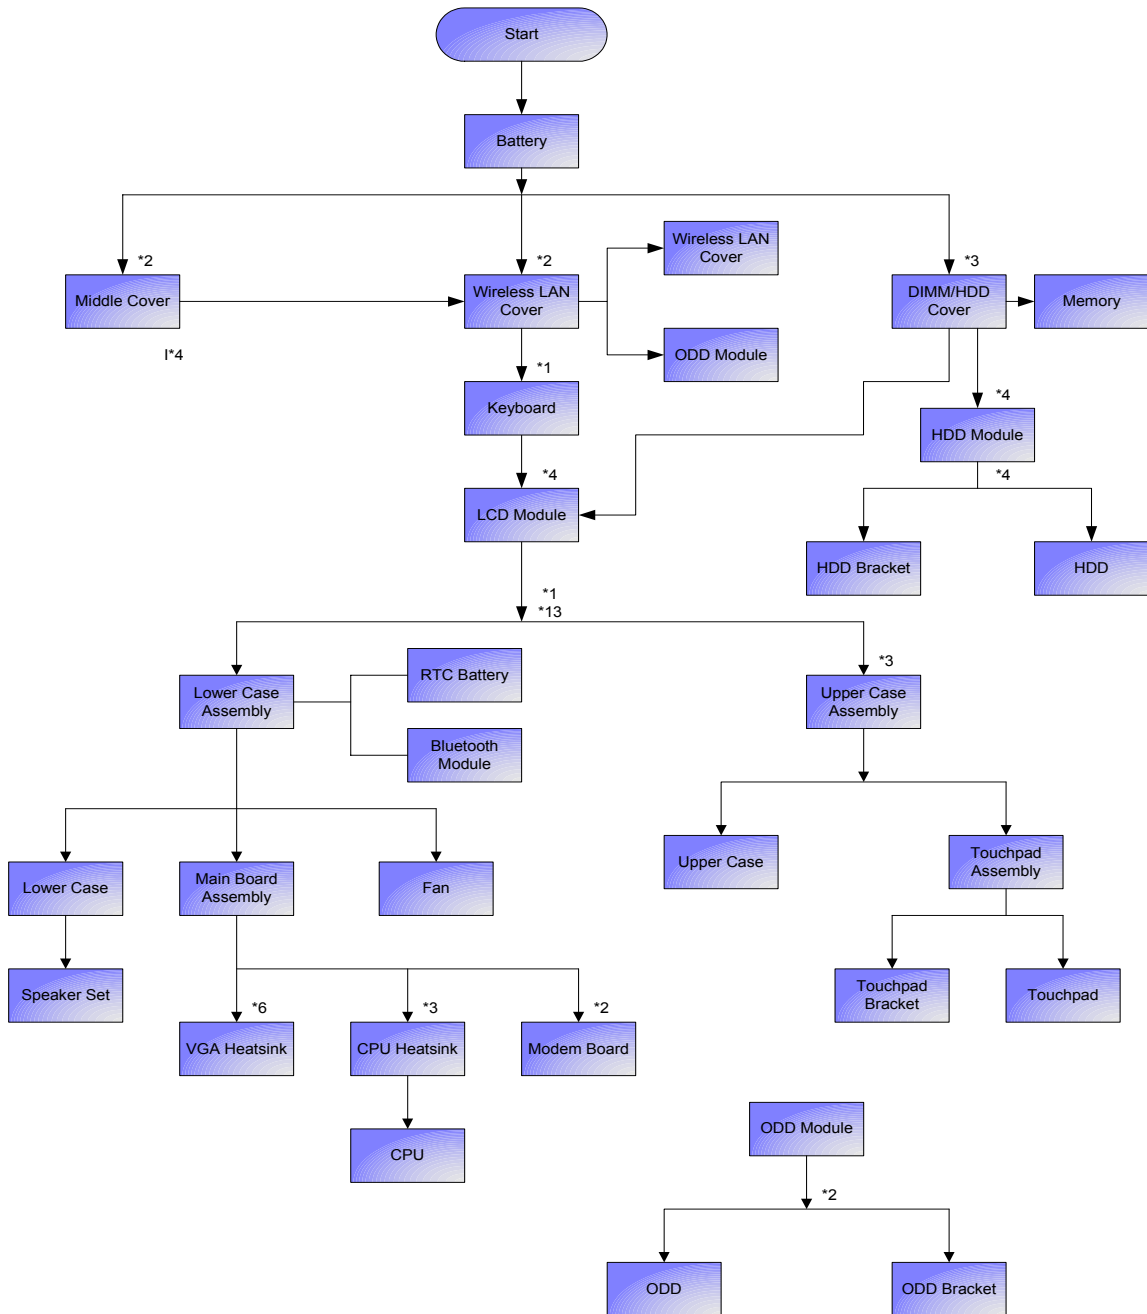 Start
Battery
*2
*2
*3
Wireless LAN
Cover
Middle Cover
Wireless LAN
Cover
DIMM/HDD
Cover
Memory
I*4
ODD Module
*1
Keyboard
*4
HDD Module
*4
*4
LCD Module
HDD Bracket
HDD
*1
*13
*3
RTC Battery
Lower Case
Assembly
Upper Case
Assembly
Bluetooth
Module
Lower Case
Main Board
Assembly
Fan
Upper Case
Touchpad
Assembly
Speaker Set
Touchpad
Bracket
Touchpad
*6
*3
*2
VGA Heatsink
CPU Heatsink
Modem Board
CPU
ODD Module
*2
ODD
ODD Bracket